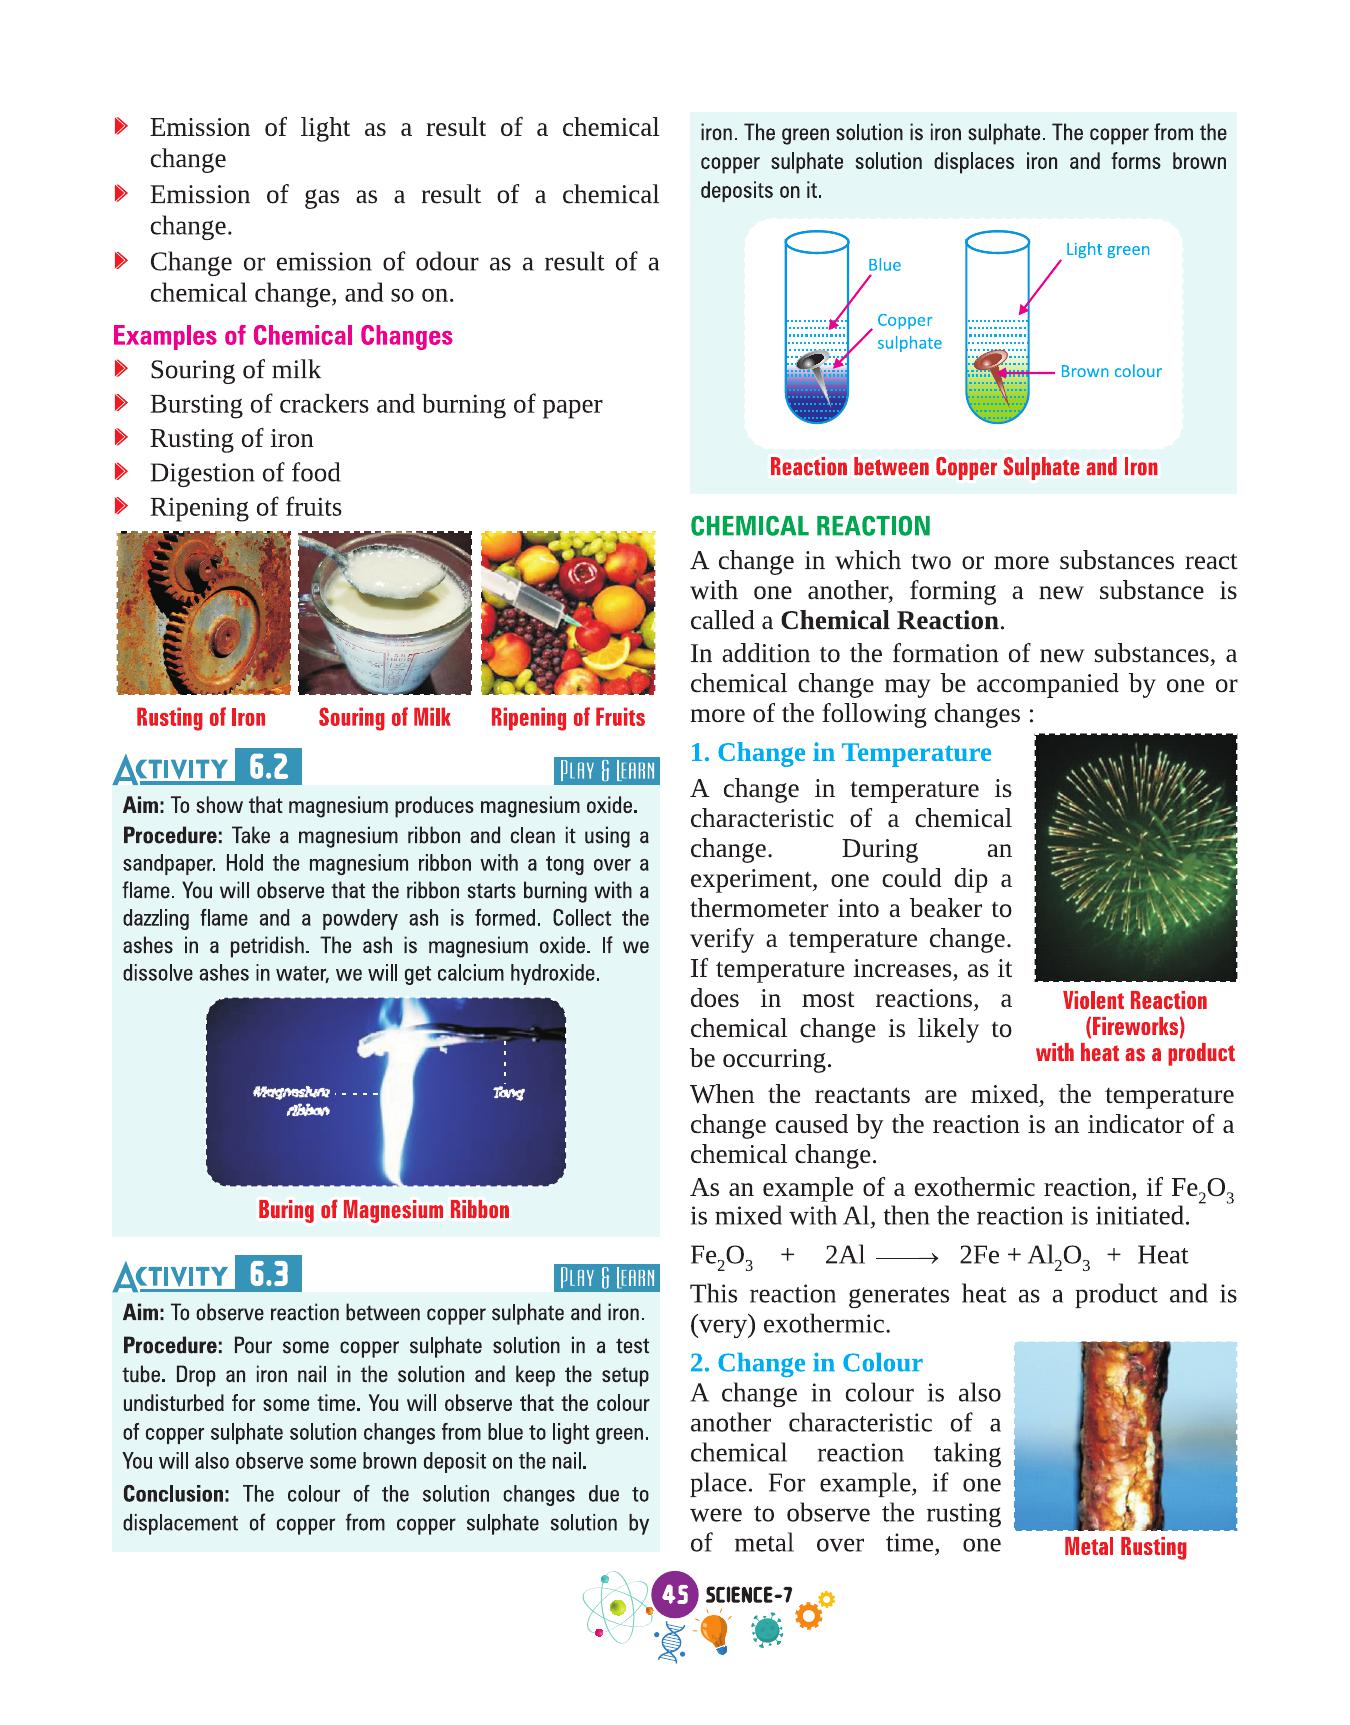 Emission of light as a result of a chemical
change
Emission of gas as a result of a chemical
change.
Change or emission of odour as a result of a
chemical change, and so on.
Examples of Chemical Changes
Souring of milk
Bursting of crackers and burning of paper
Rusting of iron
Digestion of food
Ripening of fruits
Rusting of Iron
Souring of Milk
Ripening of Fruits
ACTIVITY 6.2
PLAY & LEARN
Aim: To show that magnesium produces magnesium oxide.
Procedure: Take a magnesium ribbon and clean it using a
sandpaper. Hold the magnesium ribbon with a tong over a
flame. You will observe that the ribbon starts burning with a
dazzling flame and a powdery ash is formed. Collect the
ashes in a petridish. The ash is magnesium oxide. If we
dissolve ashes in water, we will get calcium hydroxide.
Magnesium
ribbon
Tong
Buring of Magnesium Ribbon
ACTIVITY 6.3
PLAY & LEARN
Aim: To observe reaction between copper sulphate and iron.
Procedure: Pour some copper sulphate solution in a test
tube. Drop an iron nail in the solution and keep the setup
undisturbed for some time. You will observe that the colour
of copper sulphate solution changes from blue to light green.
You will also observe some brown deposit on the nail.
Conclusion: The colour of the solution changes due to
displacement of copper from copper sulphate solution by
iron. The green solution is iron sulphate. The copper from the
copper sulphate solution displaces iron and forms brown
deposits on it.
Blue
Copper
sulphate
Light green
Brown colour
Reaction between Copper Sulphate and Iron
CHEMICAL REACTION
A change in which two or more substances react
with one another, forming a new substance is
called a Chemical Reaction.
In addition to the formation of new substances, a
chemical change may be accompanied by one or
more of the following changes :
1. Change in Temperature
A change in temperature is
characteristic of a chemical
change. During an
experiment, one could dip a
thermometer into a beaker to
verify a temperature change.
If temperature increases, as it
does in most reactions, a
chemical change is likely to
be occurring.
Violent Reaction
(Fireworks)
with heat as a product
When the reactants are mixed, the temperature
change caused by the reaction is an indicator of a
chemical change.
As an example of a exothermic reaction, if Fe₂O₃
is mixed with Al, then the reaction is initiated.
Fe₂O₃ + 2Al ⟶ 2Fe + Al₂O₃ + Heat
This reaction generates heat as a product and is
(very) exothermic.
2. Change in Colour
A change in colour is also
another characteristic of a
chemical reaction taking
place. For example, if one
were to observe the rusting
of metal over time, one
Metal Rusting
45 SCIENCE-7